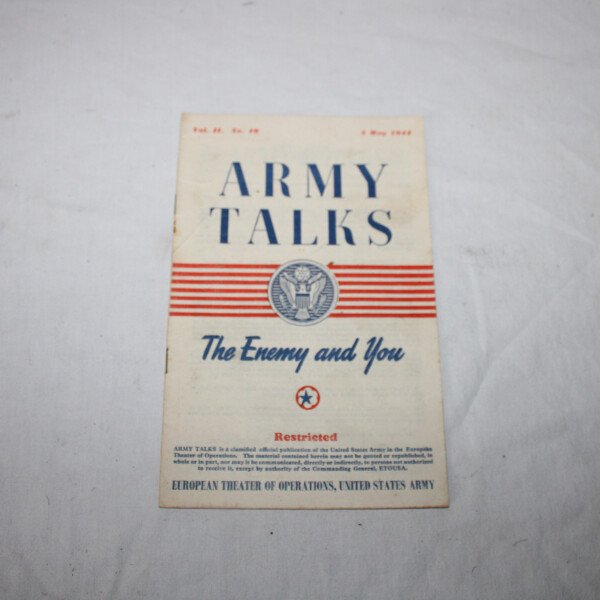 Vol. II. No. 18
3 May 1944
ARMY
TALKS
The Enemy and You
Restricted
ARMY TALKS is a classified official publication of the United States Army in the European
Theater of Operations. The material contained herein may not be quoted or republished, in
whole or in part, nor may it be communicated, directly or indirectly, to persons not authorized
to receive it, except by authority of the Commanding General, ETOUSA.
EUROPEAN THEATER OF OPERATIONS, UNITED STATES ARMY